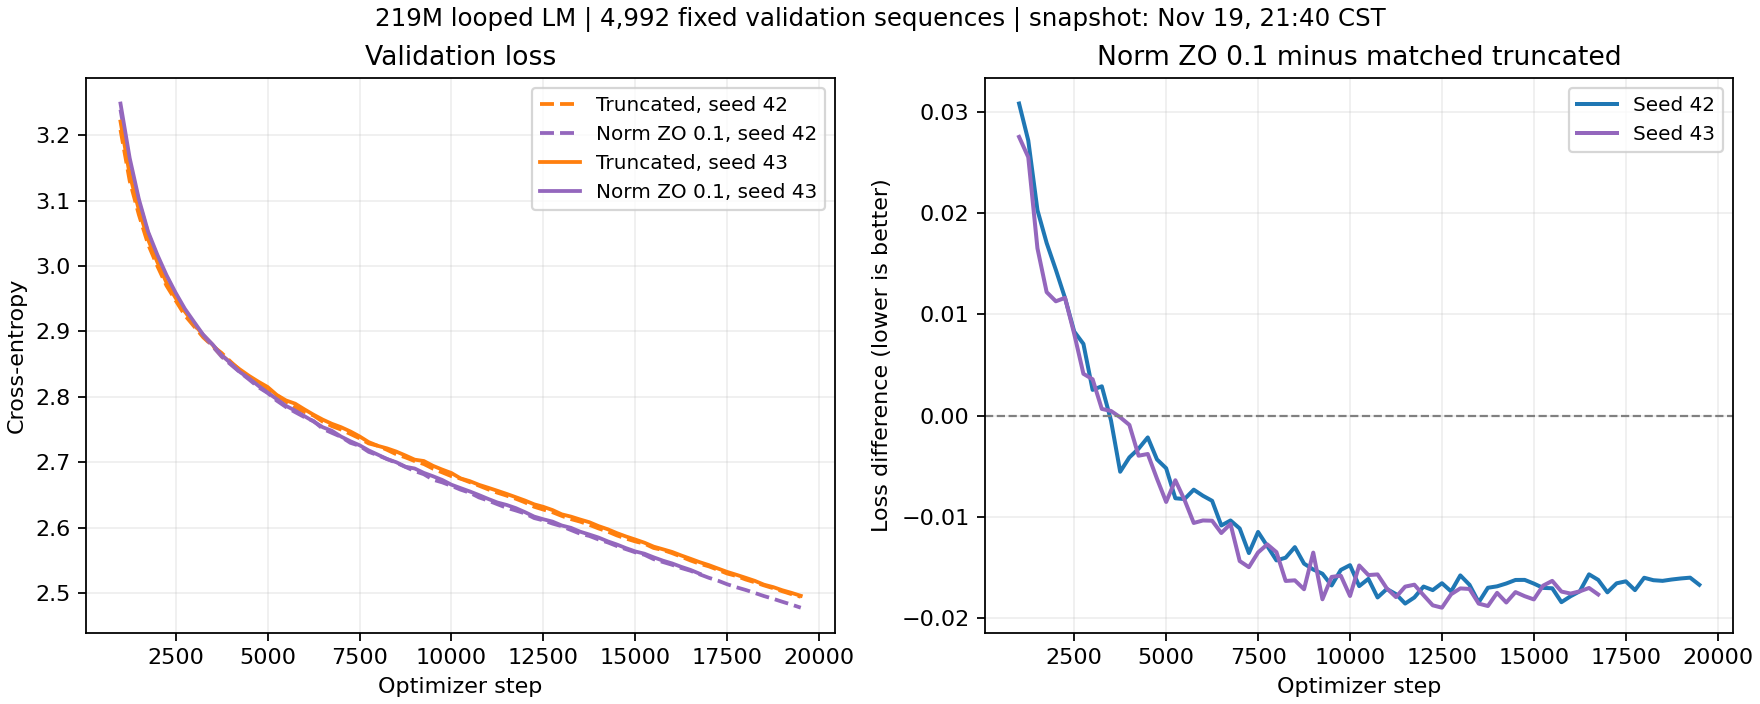 219M looped LM | 4,992 fixed validation sequences | snapshot: Nov 19, 21:40 CST
Validation loss
Cross-entropy
3.2
3.1
3.0
2.9
2.8
2.7
2.6
2.5
Truncated, seed 42
Norm ZO 0.1, seed 42
Truncated, seed 43
Norm ZO 0.1, seed 43
2500 5000 7500 10000 12500 15000 17500 20000
Optimizer step
Norm ZO 0.1 minus matched truncated
Loss difference (lower is better)
0.03
0.02
0.01
0.00
−0.01
−0.02
Seed 42
Seed 43
2500 5000 7500 10000 12500 15000 17500 20000
Optimizer step